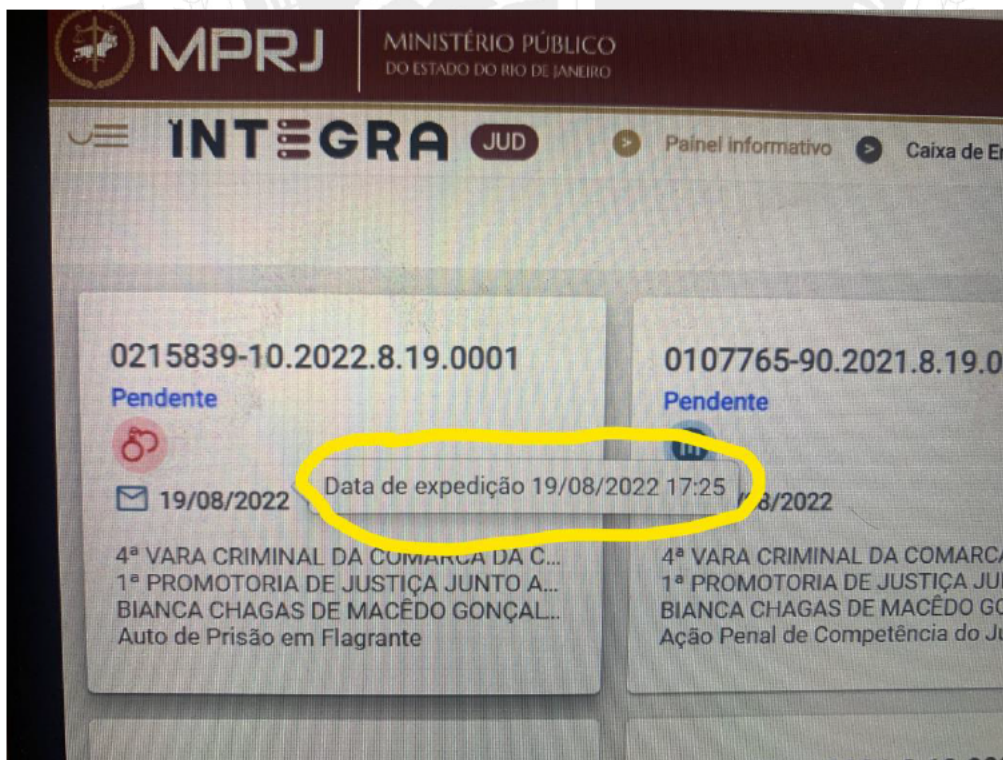 MPRJ
MINISTÉRIO PÚBLICO
DO ESTADO DO RIO DE JANEIRO
INTEGRA JUD
Painel informativo
Caixa de
0215839-10.2022.8.19.0001
Pendente
19/08/2022
Data de expedição 19/08/2022 17:25
4ª VARA CRIMINAL DA COMARCA DA C...
1ª PROMOTORIA DE JUSTIÇA JUNTO A...
BIANCA CHAGAS DE MACÊDO GONÇAL...
Auto de Prisão em Flagrante
0107765-90.2021.8.19.0
Pendente
8/2022
4ª VARA CRIMINAL DA COMARCA
1ª PROMOTORIA DE JUSTIÇA JU
BIANCA CHAGAS DE MACÊDO GO
Ação Penal de Competência do Ju